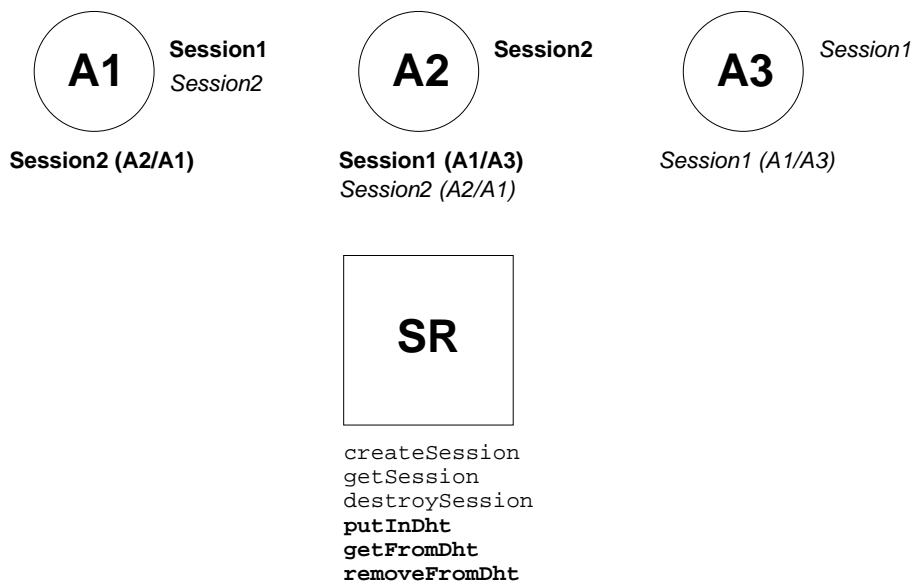 A1
Session1
Session2
Session2 (A2/A1)
A2
Session2
Session1 (A1/A3)
Session2 (A2/A1)
A3
Session1
Session1 (A1/A3)
SR
createSession
getSession
destroySession
putInDht
getFromDht
removeFromDht